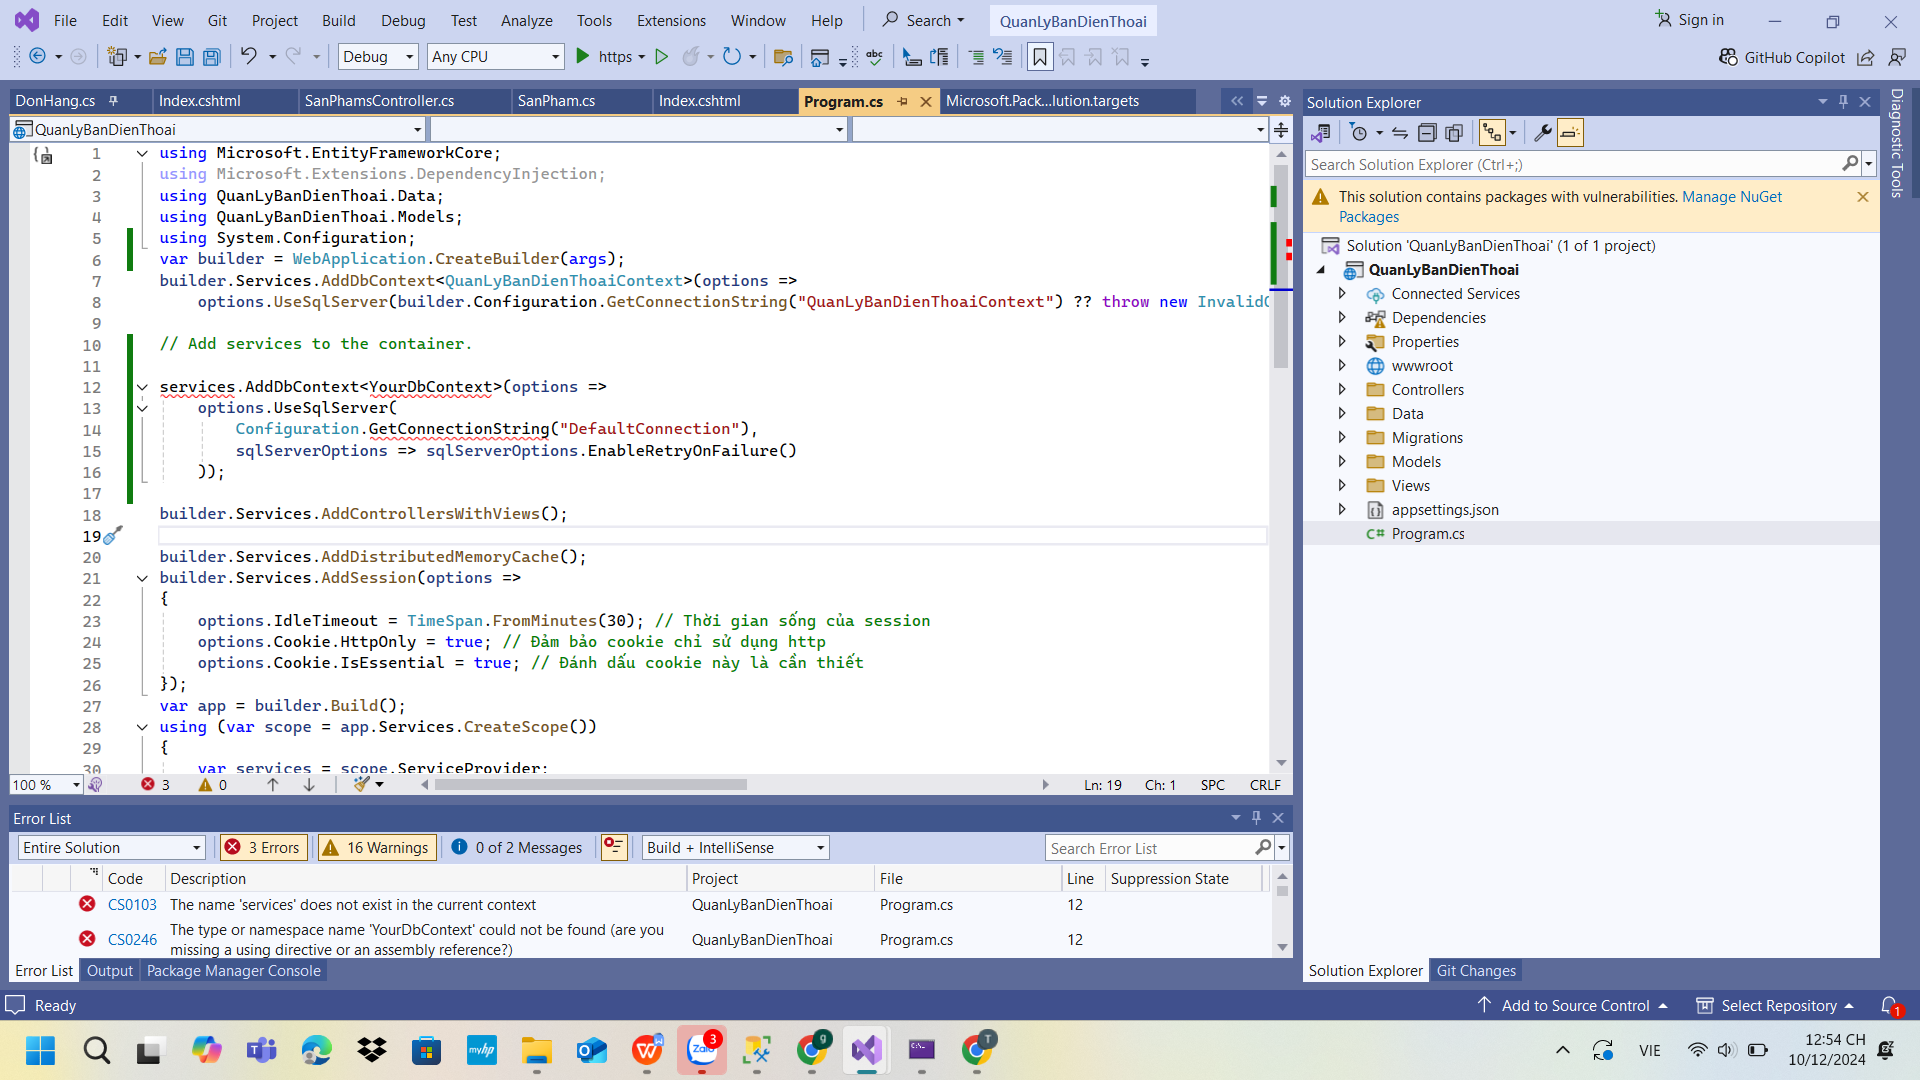 File Edit View Git Project Build Debug Test Analyze Tools Extensions Window Help Search QuanLyBanDienThoai Sign in
Debug Any CPU https GitHub Copilot
DonHang.cs Index.cshtml SanPhamsController.cs SanPham.cs Index.cshtml Program.cs Microsoft.Pack...lution.targets
QuanLyBanDienThoai
1 using Microsoft.EntityFrameworkCore;
2 using Microsoft.Extensions.DependencyInjection;
3 using QuanLyBanDienThoai.Data;
4 using QuanLyBanDienThoai.Models;
5 using System.Configuration;
6 var builder = WebApplication.CreateBuilder(args);
7 builder.Services.AddDbContext<QuanLyBanDienThoaiContext>(options =>
8 options.UseSqlServer(builder.Configuration.GetConnectionString("QuanLyBanDienThoaiContext") ?? throw new InvalidO
9
10 // Add services to the container.
11
12 services.AddDbContext<YourDbContext>(options =>
13 options.UseSqlServer(
14 Configuration.GetConnectionString("DefaultConnection"),
15 sqlServerOptions => sqlServerOptions.EnableRetryOnFailure()
16 ));
17
18 builder.Services.AddControllersWithViews();
19
20 builder.Services.AddDistributedMemoryCache();
21 builder.Services.AddSession(options =>
22 {
23 options.IdleTimeout = TimeSpan.FromMinutes(30); // Thời gian sống của session
24 options.Cookie.HttpOnly = true; // Đảm bảo cookie chỉ sử dụng http
25 options.Cookie.IsEssential = true; // Đánh dấu cookie này là cần thiết
26 });
27 var app = builder.Build();
28 using (var scope = app.Services.CreateScope())
29 {
30 var services = scope.ServiceProvider;
100 % 3 0 Ln: 19 Ch: 1 SPC CRLF
Error List
Entire Solution 3 Errors 16 Warnings 0 of 2 Messages Build + IntelliSense Search Error List
Code Description Project File Line Suppression State
CS0103 The name 'services' does not exist in the current context QuanLyBanDienThoai Program.cs 12
CS0246 The type or namespace name 'YourDbContext' could not be found (are you missing a using directive or an assembly reference?) QuanLyBanDienThoai Program.cs 12
Error List Output Package Manager Console
Solution Explorer
Search Solution Explorer (Ctrl+;)
This solution contains packages with vulnerabilities. Manage NuGet
Packages
Solution 'QuanLyBanDienThoai' (1 of 1 project)
QuanLyBanDienThoai
Connected Services
Dependencies
Properties
wwwroot
Controllers
Data
Migrations
Models
Views
appsettings.json
C# Program.cs
Solution Explorer Git Changes
Diagnostic Tools
Ready Add to Source Control Select Repository 1
myhp W Zalo 3 g T VIE 12:54 CH
10/12/2024